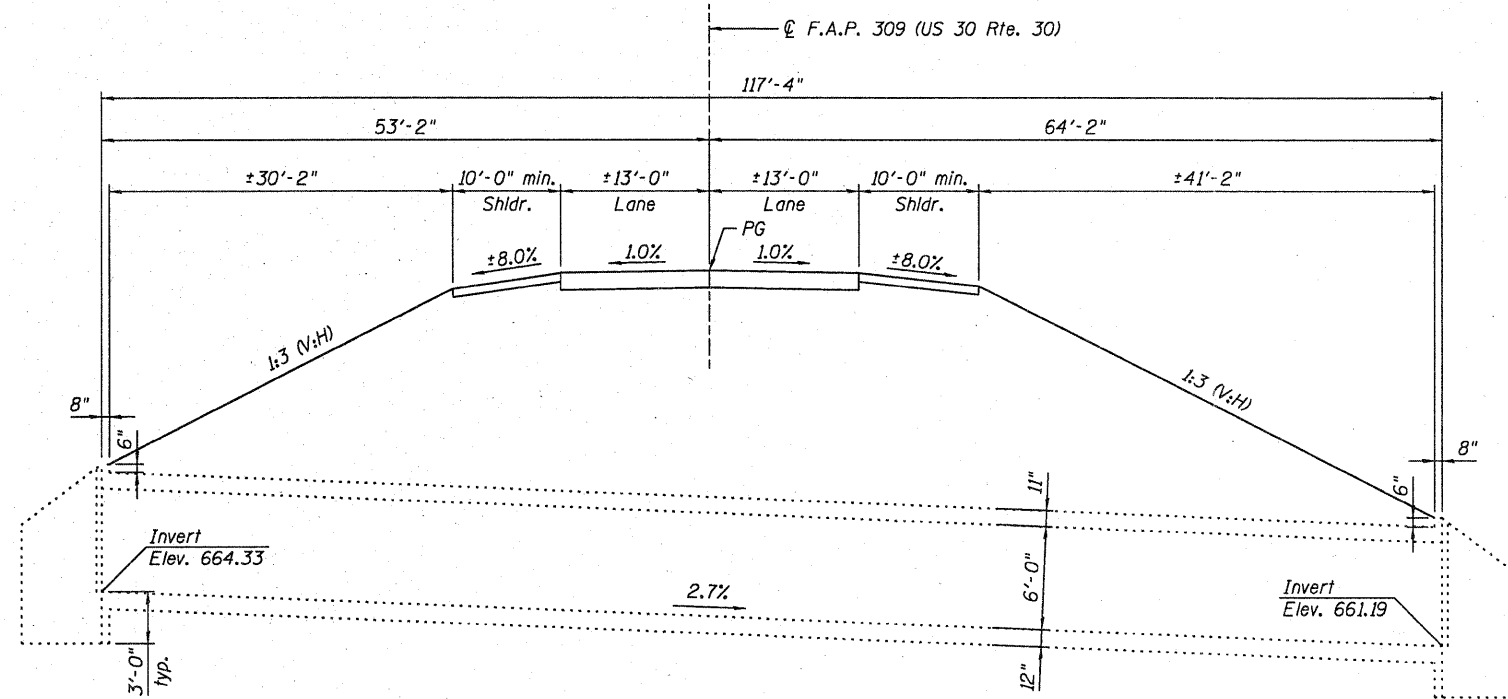 ℄ F.A.P. 309 (US 30 Rte. 30)
117'-4"
53'-2"
64'-2"
±30'-2"
10'-0" min.
Shldr.
±13'-0"
Lane
±13'-0"
Lane
10'-0" min.
Shldr.
±41'-2"
PG
±8.0%
1.0%
1.0%
±8.0%
1:3 (V:H)
1:3 (V:H)
8"
6"
8"
6"
11"
Invert
Elev. 664.33
6'-0"
2.7%
Invert
Elev. 661.19
3'-0"
typ.
12"